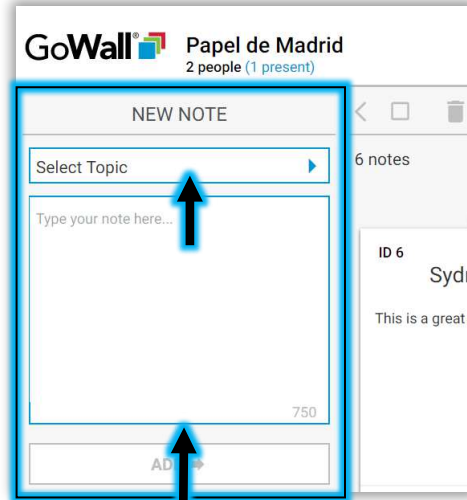 GoWall®
Papel de Madrid
2 people (1 present)
NEW NOTE
Select Topic
Type your note here...
750
6 notes
ID 6
This is a great